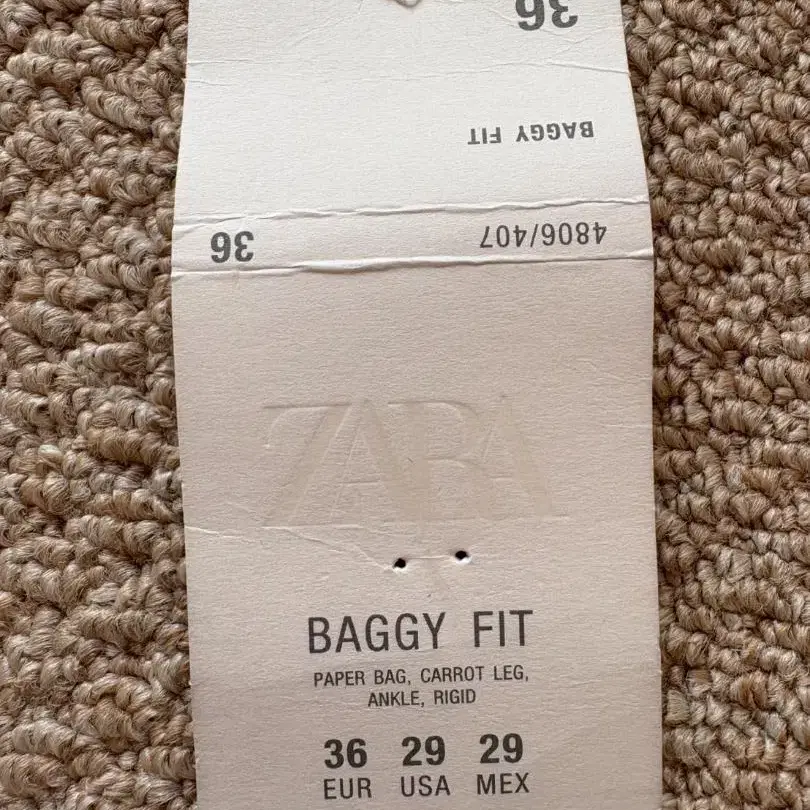 36
BAGGY FIT
36 4806/407
ZARA
BAGGY FIT
PAPER BAG, CARROT LEG,
ANKLE, RIGID
36 29 29
EUR USA MEX